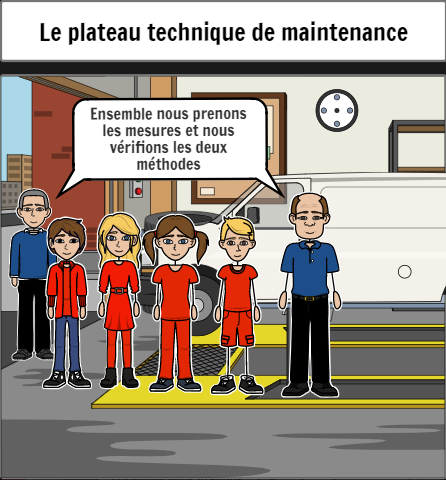 Le plateau technique de maintenance
Ensemble nous prenons
les mesures et nous
vérifions les deux
méthodes